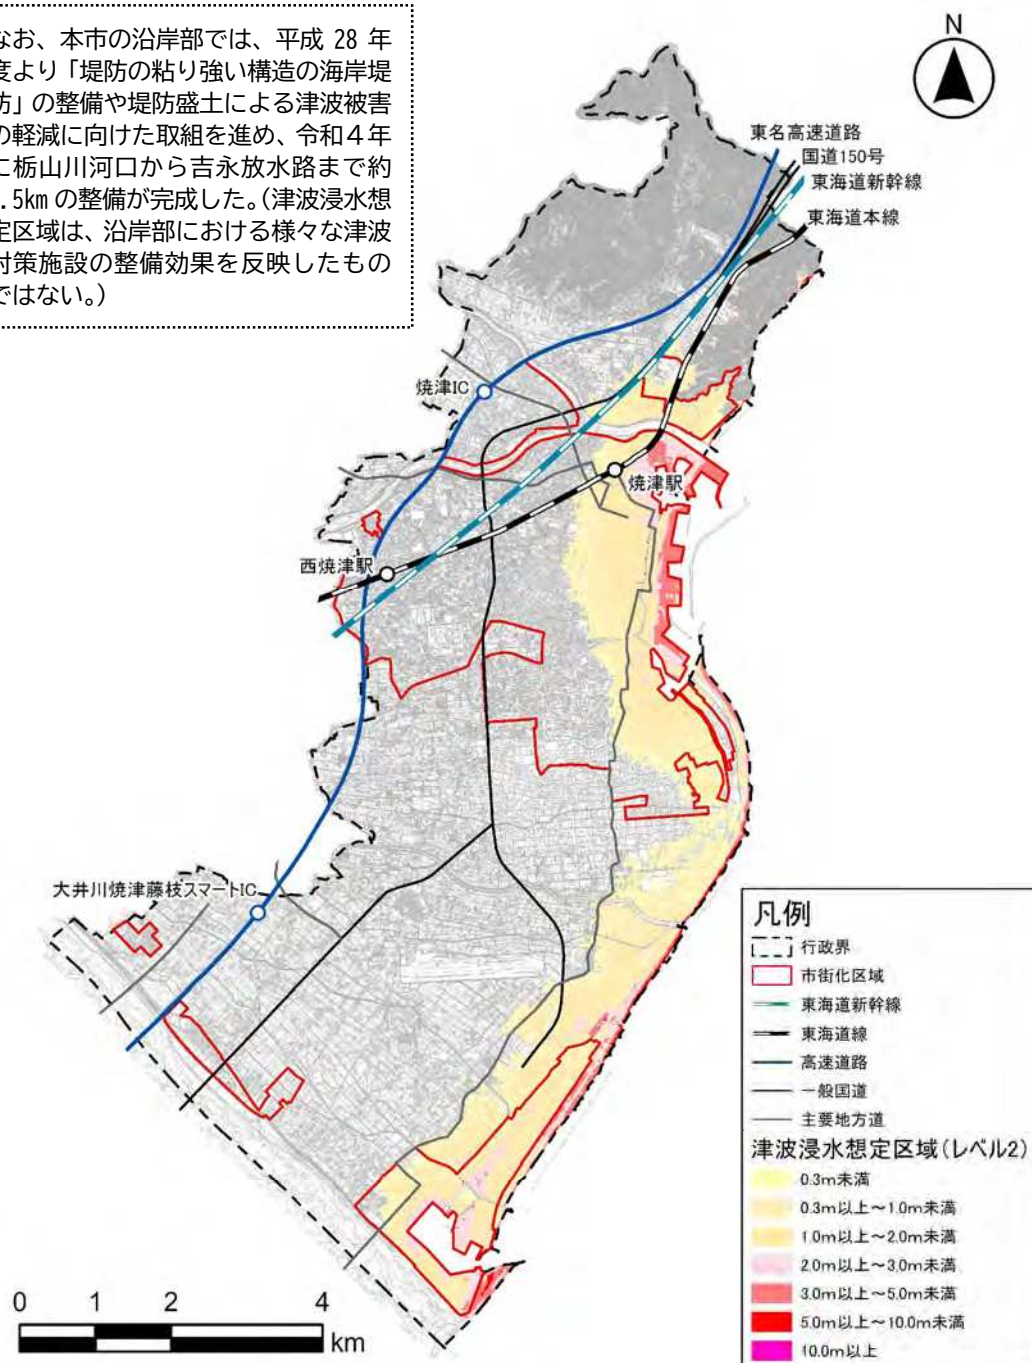 なお、本市の沿岸部では、平成 28 年
度より「堤防の粘り強い構造の海岸堤
防」の整備や堤防盛土による津波被害
の軽減に向けた取組を進め、令和４年
に栃山川河口から吉永放水路まで約
.5km の整備が完成した。(津波浸水想
定区域は、沿岸部における様々な津波
対策施設の整備効果を反映したもの
ではない。)
N
東名高速道路
国道150号
東海道新幹線
東海道本線
焼津IC
焼津駅
西焼津駅
大井川焼津藤枝スマートIC
凡例
行政界
市街化区域
東海道新幹線
東海道線
高速道路
一般国道
主要地方道
津波浸水想定区域(レベル2)
0.3m未満
0.3m以上～1.0m未満
1.0m以上～2.0m未満
2.0m以上～3.0m未満
3.0m以上～5.0m未満
5.0m以上～10.0m未満
10.0m以上
0 1 2 4
km